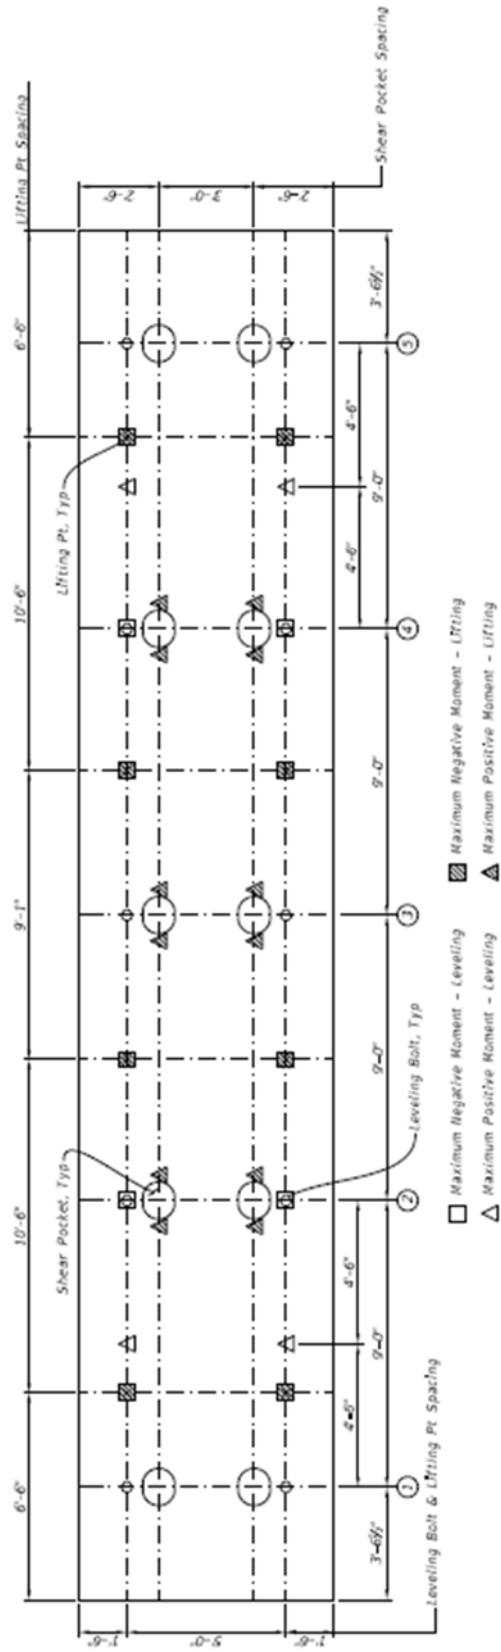 6'-6"
10'-6"
9'-1"
10'-6"
6'-6"
Lifting Pt Spacing
Shear Pocket, Typ
Lifting Pt, Typ
1'-6"
5'-0"
1'-6"
2'-6"
3'-0"
2'-6"
Leveling Bolt, Typ
Shear Pocket Spacing
4'-6"
4'-6"
4'-6"
4'-6"
3'-6½"
9'-0"
9'-0"
9'-0"
9'-0"
3'-6½"
1
2
3
4
5
Leveling Bolt & Lifting Pt Spacing
Maximum Negative Moment - Leveling
Maximum Negative Moment - Lifting
Maximum Positive Moment - Leveling
Maximum Positive Moment - Lifting